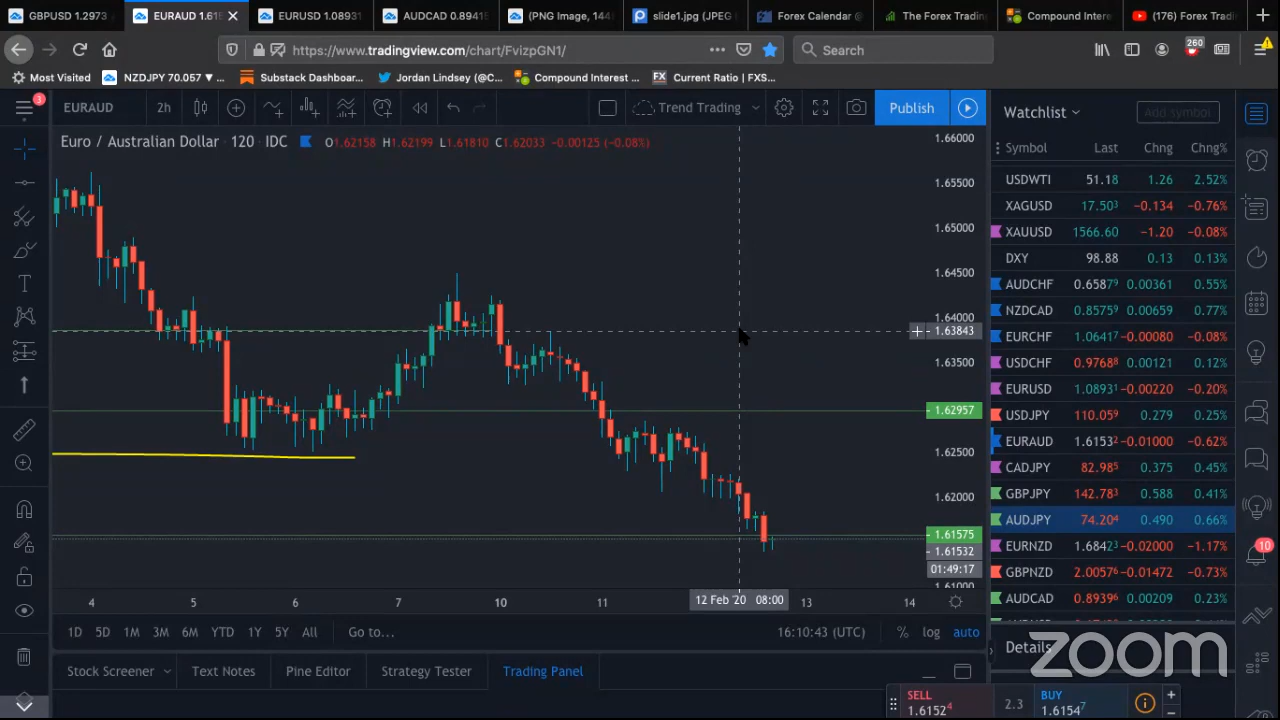 GBPUSD 1.2973
EURAUD 1.615
EURUSD 1.08931
AUDCAD 0.8941
(PNG Image, 144
slide1.jpg (JPEG
Forex Calendar @
The Forex Trading
Compound Intere
(176) Forex Tradi
https://www.tradingview.com/chart/FvizpGN1/
Search
260
Most Visited
NZDJPY 70.057 ▼ ...
Substack Dashboar...
Jordan Lindsey (@C...
Compound Interest ...
FX Current Ratio | FXS...
3
EURAUD 2h
Trend Trading
Publish
Watchlist
Add symbol
Euro / Australian Dollar · 120 · IDC O1.62158 H1.62199 L1.61810 C1.62033 −0.00125 (−0.08%)
Symbol Last Chng Chng%
USDWTI 51.18 1.26 2.52%
XAGUSD 17.503 −0.134 −0.76%
XAUUSD 1566.60 −1.20 −0.08%
DXY 98.88 0.13 0.13%
AUDCHF 0.65879 0.00361 0.55%
NZDCAD 0.85759 0.00659 0.77%
EURCHF 1.06417 −0.00080 −0.08%
USDCHF 0.97688 0.00121 0.12%
EURUSD 1.08931 −0.00220 −0.20%
USDJPY 110.059 0.279 0.25%
EURAUD 1.61532 −0.01000 −0.62%
CADJPY 82.985 0.375 0.45%
GBPJPY 142.783 0.588 0.41%
AUDJPY 74.204 0.490 0.66%
EURNZD 1.68423 −0.02000 −1.17%
GBPNZD 2.00576 −0.01472 −0.73%
AUDCAD 0.89396 0.00209 0.23%
10
1.66000
1.65500
1.65000
1.64500
1.64000
1.63843
1.63500
1.62957
1.62500
1.62000
1.61575
1.61532
01:49:17
1.61000
4 5 6 7 10 11 12 Feb '20 08:00 13 14
1D 5D 1M 3M 6M YTD 1Y 5Y All Go to...
16:10:43 (UTC) % log auto
Details
Stock Screener
Text Notes
Pine Editor
Strategy Tester
Trading Panel
zoom
SELL
1.61524
2.3
BUY
1.61547